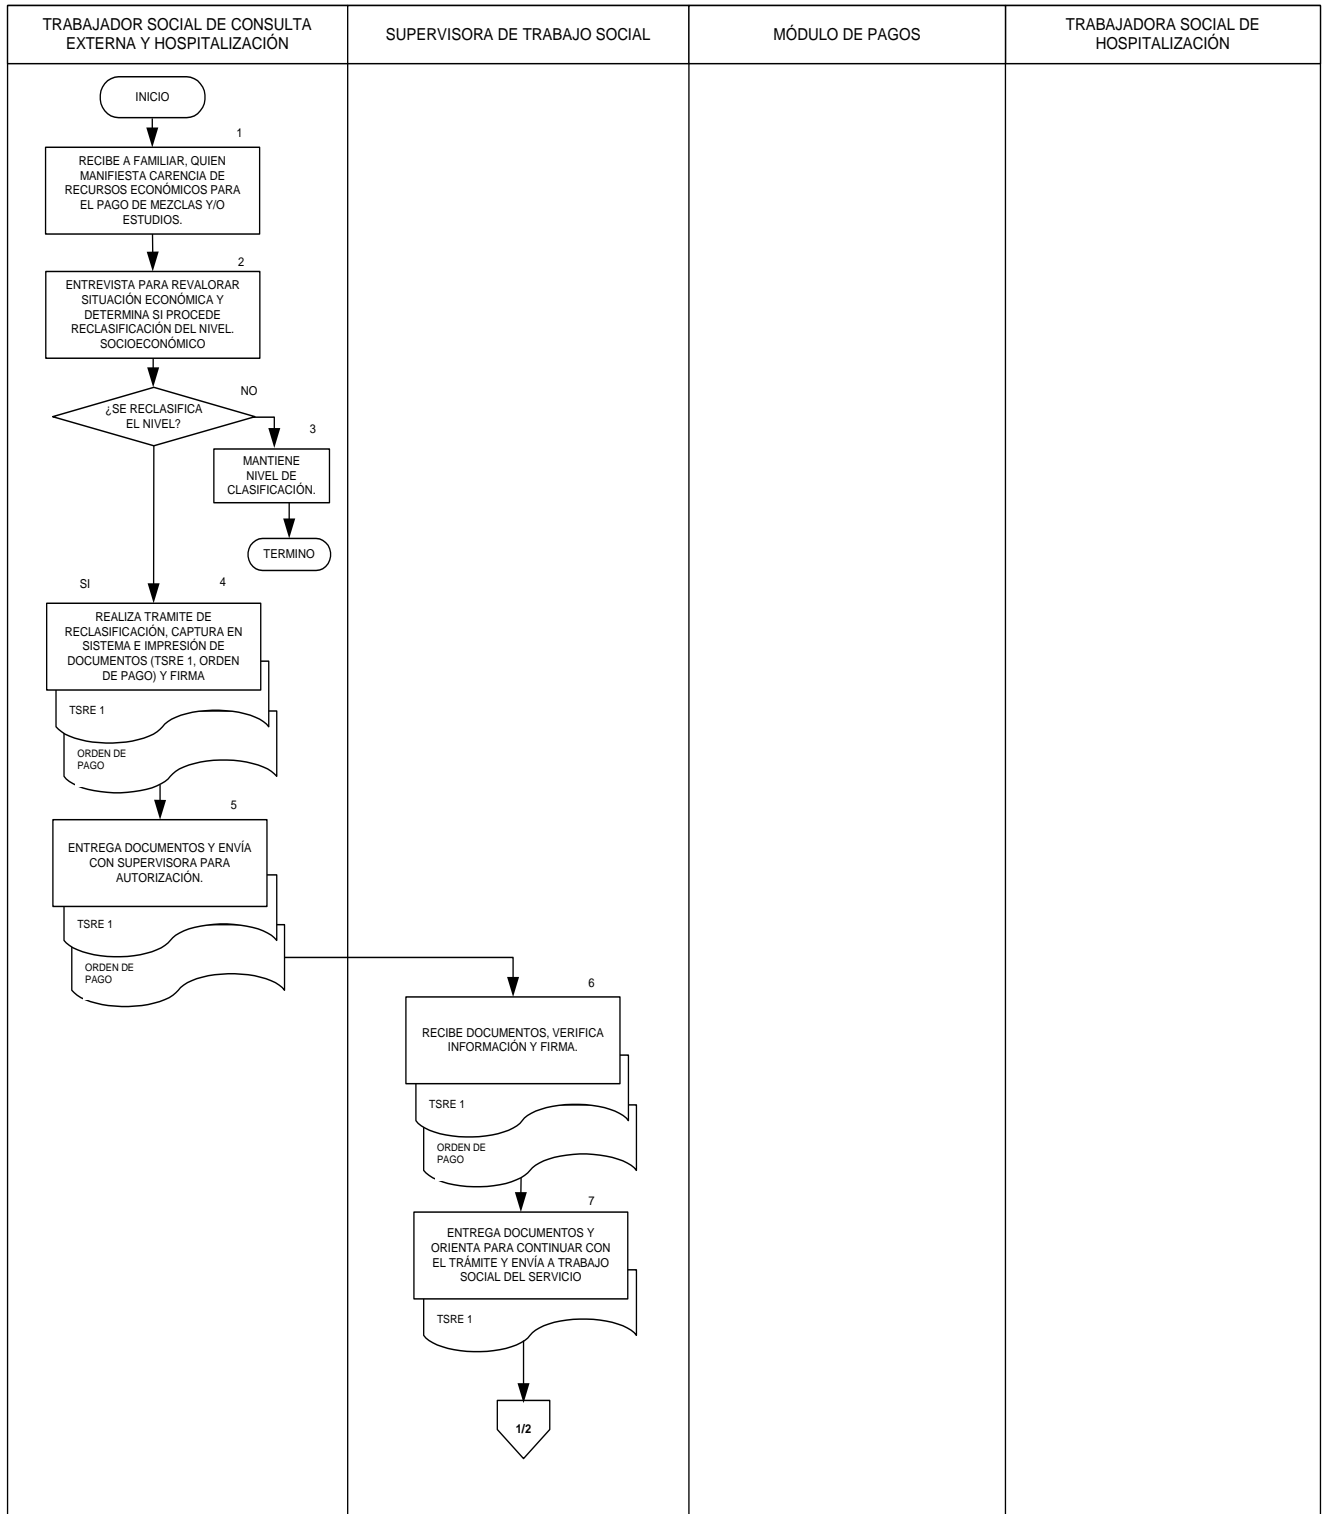 TRABAJADOR SOCIAL DE CONSULTA
EXTERNA Y HOSPITALIZACIÓN
SUPERVISORA DE TRABAJO SOCIAL
MÓDULO DE PAGOS
TRABAJADORA SOCIAL DE
HOSPITALIZACIÓN
INICIO
1
RECIBE A FAMILIAR, QUIEN
MANIFIESTA CARENCIA DE
RECURSOS ECONÓMICOS PARA
EL PAGO DE MEZCLAS Y/O
ESTUDIOS.
2
ENTREVISTA PARA REVALORAR
SITUACIÓN ECONÓMICA Y
DETERMINA SI PROCEDE
RECLASIFICACIÓN DEL NIVEL.
SOCIOECONÓMICO
¿SE RECLASIFICA
EL NIVEL?
NO
3
MANTIENE
NIVEL DE
CLASIFICACIÓN.
TERMINO
SI
4
REALIZA TRAMITE DE
RECLASIFICACIÓN, CAPTURA EN
SISTEMA E IMPRESIÓN DE
DOCUMENTOS (TSRE 1, ORDEN
DE PAGO) Y FIRMA
TSRE 1
ORDEN DE
PAGO
5
ENTREGA DOCUMENTOS Y ENVÍA
CON SUPERVISORA PARA
AUTORIZACIÓN.
TSRE 1
ORDEN DE
PAGO
6
RECIBE DOCUMENTOS, VERIFICA
INFORMACIÓN Y FIRMA.
TSRE 1
ORDEN DE
PAGO
7
ENTREGA DOCUMENTOS Y
ORIENTA PARA CONTINUAR CON
EL TRÁMITE Y ENVÍA A TRABAJO
SOCIAL DEL SERVICIO
TSRE 1
1/2